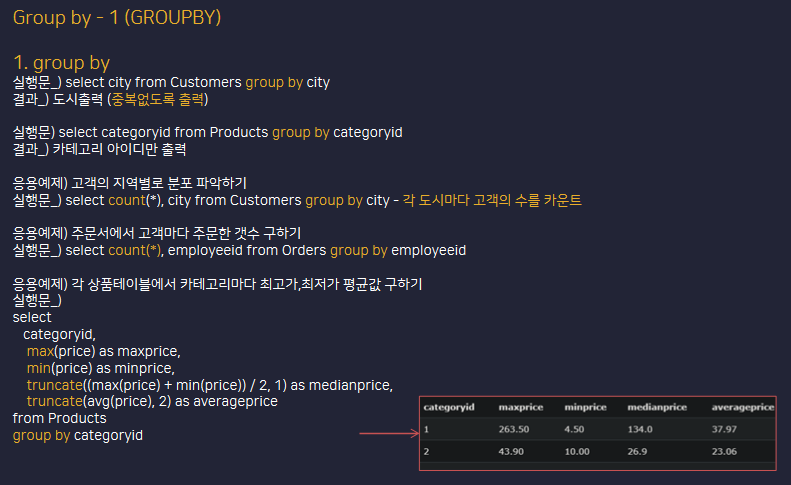 Group by - 1 (GROUPBY)
1. group by
실행문_) select city from Customers group by city
결과_) 도시출력 (중복없도록 출력)
실행문) select categoryid from Products group by categoryid
결과_) 카테고리 아이디만 출력
응용예제) 고객의 지역별로 분포 파악하기
실행문_) select count(*), city from Customers group by city - 각 도시마다 고객의 수를 카운트
응용예제) 주문서에서 고객마다 주문한 갯수 구하기
실행문_) select count(*), employeeid from Orders group by employeeid
응용예제) 각 상품테이블에서 카테고리마다 최고가,최저가 평균값 구하기
실행문_)
select
categoryid,
max(price) as maxprice,
min(price) as minprice,
truncate((max(price) + min(price)) / 2, 1) as medianprice,
truncate(avg(price), 2) as averageprice
from Products
group by categoryid
categoryid maxprice minprice medianprice averageprice
1 263.50 4.50 134.0 37.97
2 43.90 10.00 26.9 23.06